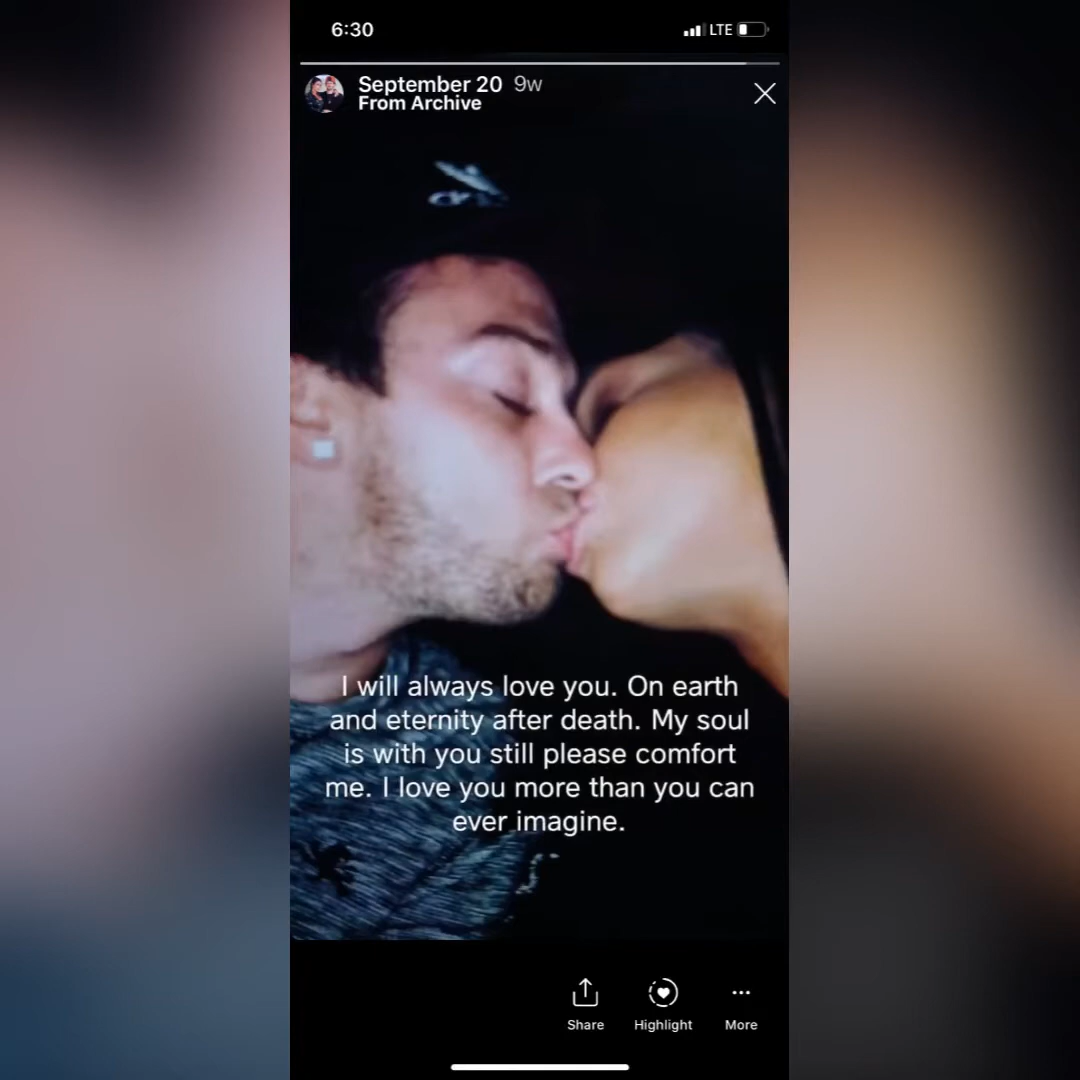 6:30 LTE
September 20 9w
From Archive
I will always love you. On earth
and eternity after death. My soul
is with you still please comfort
me. I love you more than you can
ever imagine.
Share Highlight More